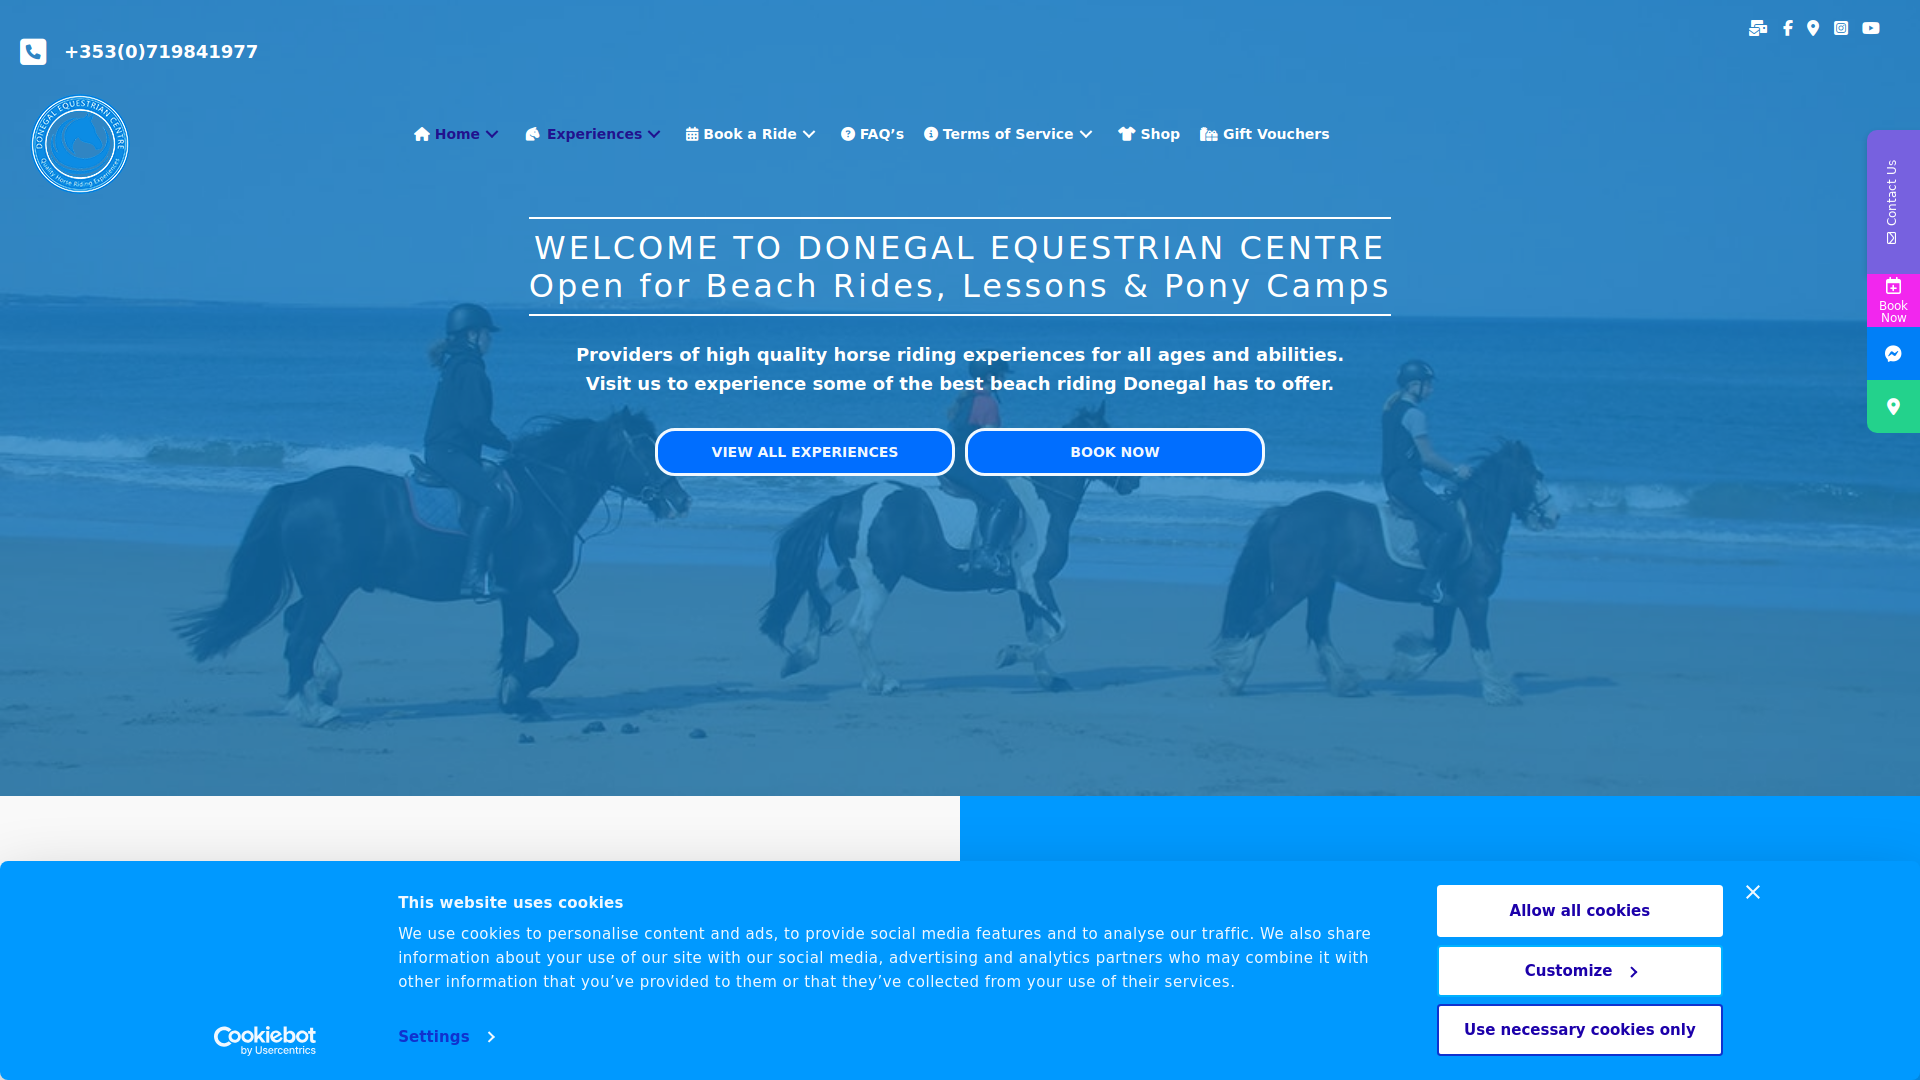 +353(0)719841977
DONEGAL EQUESTRIAN CENTRE
Quality Horse Riding Experiences
Home
Experiences
Book a Ride
FAQ’s
Terms of Service
Shop
Gift Vouchers
WELCOME TO DONEGAL EQUESTRIAN CENTRE
Open for Beach Rides, Lessons & Pony Camps
Providers of high quality horse riding experiences for all ages and abilities.
Visit us to experience some of the best beach riding Donegal has to offer.
VIEW ALL EXPERIENCES
BOOK NOW
Contact Us
Book
Now
This website uses cookies
We use cookies to personalise content and ads, to provide social media features and to analyse our traffic. We also share
information about your use of our site with our social media, advertising and analytics partners who may combine it with
other information that you’ve provided to them or that they’ve collected from your use of their services.
Settings
Allow all cookies
Customize
Use necessary cookies only
Cookiebot
by Usercentrics